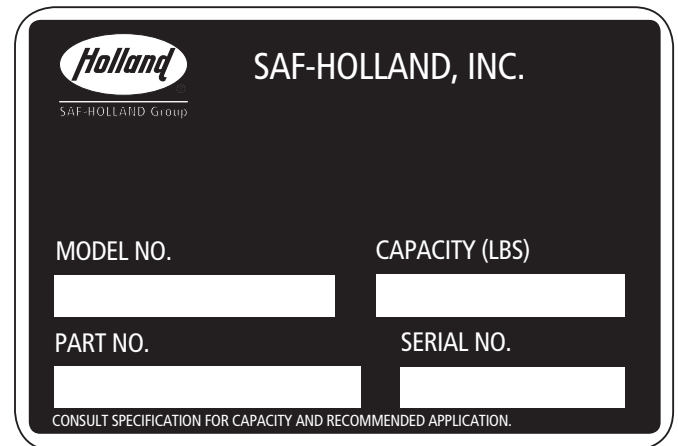 Holland
SAF-HOLLAND, INC.
®
SAF-HOLLAND Group
MODEL NO.
CAPACITY (LBS)
PART NO.
SERIAL NO.
CONSULT SPECIFICATION FOR CAPACITY AND RECOMMENDED APPLICATION.